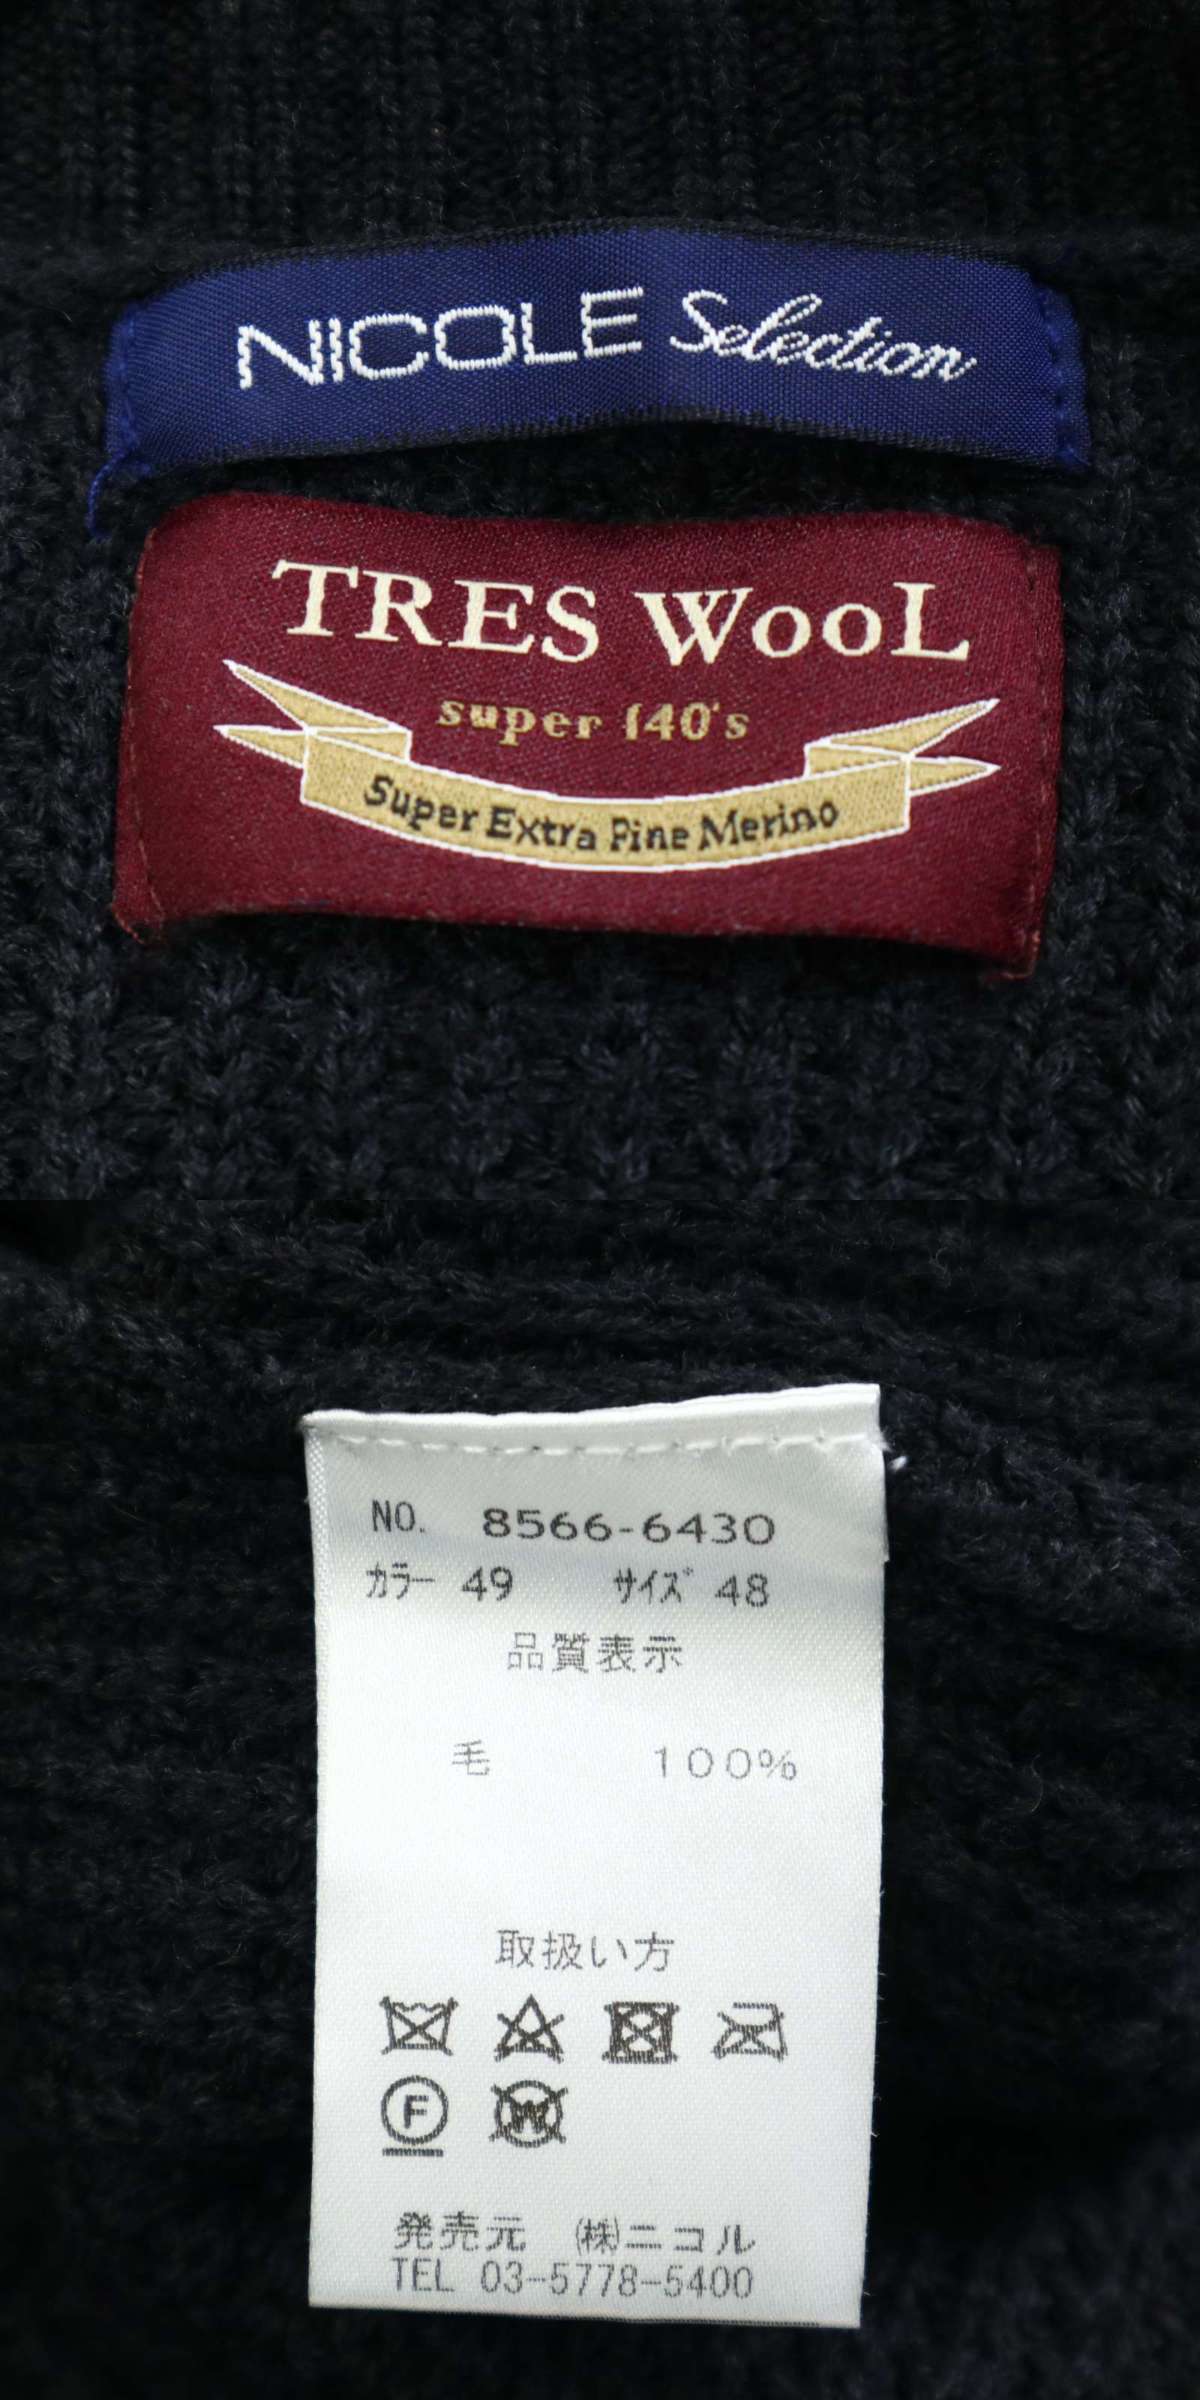 NICOLE Selection
TRES WOOL
super 140's
Super Extra Fine Merino
NO. 8566-6430
ｶﾗｰ 49 ｻｲｽﾞ 48
品質表示
毛 100%
取扱い方
F
W
発売元 ㈱ニコル
TEL 03-5778-5400